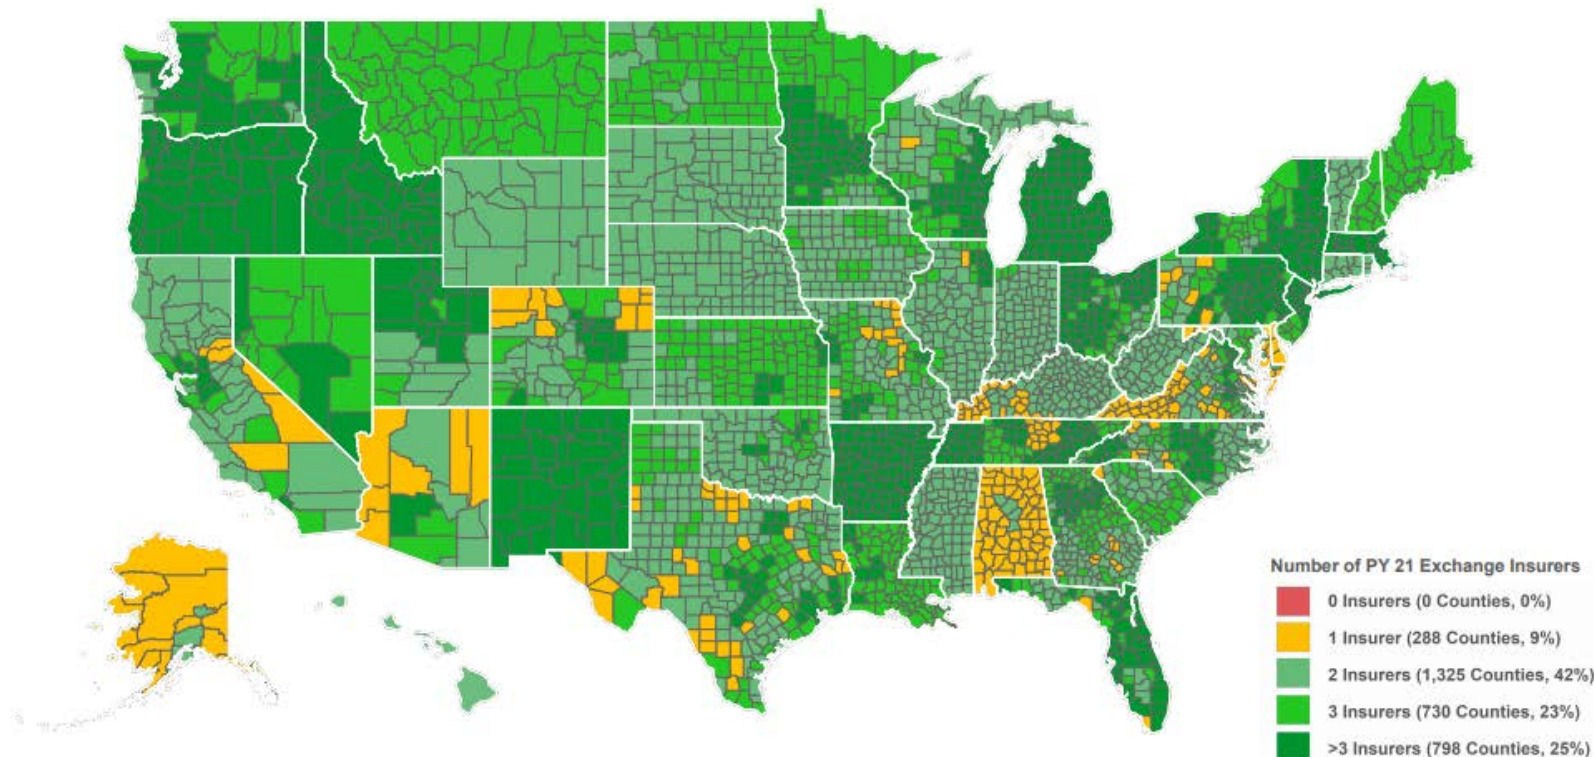 Number of PY 21 Exchange Insurers
0 Insurers (0 Counties, 0%)
1 Insurer (288 Counties, 9%)
2 Insurers (1,325 Counties, 42%)
3 Insurers (730 Counties, 23%)
>3 Insurers (798 Counties, 25%)